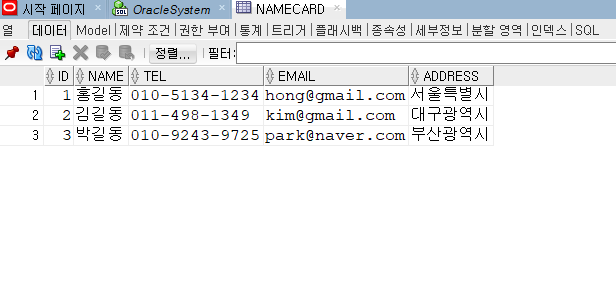 시작 페이지 OracleSystem NAMECARD
열 데이터 Model 제약 조건 권한 부여 통계 트리거 플래시백 종속성 세부정보 분할 영역 인덱스 SQL
정렬... 필터:
ID NAME TEL EMAIL ADDRESS
1 1 홍길동 010-5134-1234 hong@gmail.com 서울특별시
2 2 김길동 011-498-1349 kim@gmail.com 대구광역시
3 3 박길동 010-9243-9725 park@naver.com 부산광역시